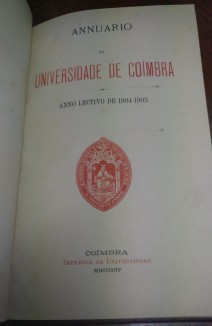 ANNUARIO
DA
UNIVERSIDADE DE COIMBRA
ANNO LECTIVO DE 1904-1905
COIMBRA
IMPRENSA DA UNIVERSIDADE